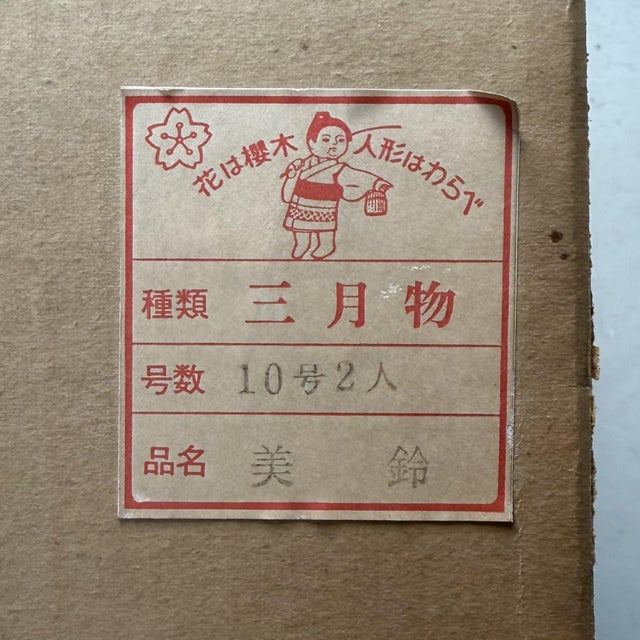 花は櫻木 人形はわらべ
種類 三月物
号数 10号2人
品名 美鈴